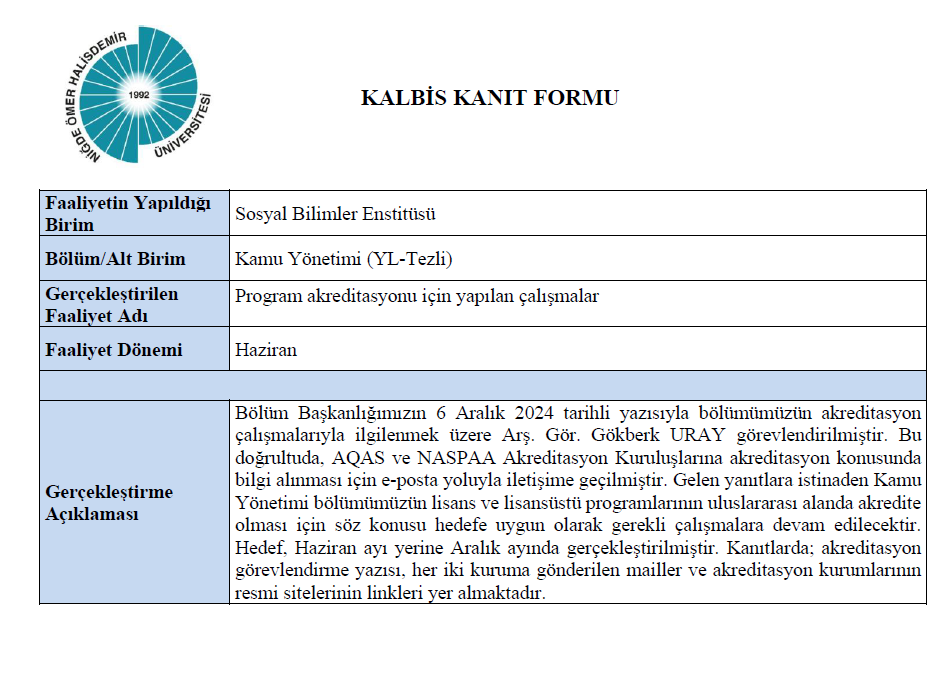 NİĞDE ÖMER HALİSDEMİR
ÜNİVERSİTESİ
1992
KALBİS KANIT FORMU
Faaliyetin Yapıldığı
Birim
Sosyal Bilimler Enstitüsü
Bölüm/Alt Birim
Kamu Yönetimi (YL-Tezli)
Gerçekleştirilen
Faaliyet Adı
Program akreditasyonu için yapılan çalışmalar
Faaliyet Dönemi
Haziran
Gerçekleştirme
Açıklaması
Bölüm Başkanlığımızın 6 Aralık 2024 tarihli yazısıyla bölümümüzün akreditasyon
çalışmalarıyla ilgilenmek üzere Arş. Gör. Gökberk URAY görevlendirilmiştir. Bu
doğrultuda, AQAS ve NASPAA Akreditasyon Kuruluşlarına akreditasyon konusunda
bilgi alınması için e-posta yoluyla iletişime geçilmiştir. Gelen yanıtlara istinaden Kamu
Yönetimi bölümümüzün lisans ve lisansüstü programlarının uluslararası alanda akredite
olması için söz konusu hedefe uygun olarak gerekli çalışmalara devam edilecektir.
Hedef, Haziran ayı yerine Aralık ayında gerçekleştirilmiştir. Kanıtlarda; akreditasyon
görevlendirme yazısı, her iki kuruma gönderilen mailler ve akreditasyon kurumlarının
resmi sitelerinin linkleri yer almaktadır.